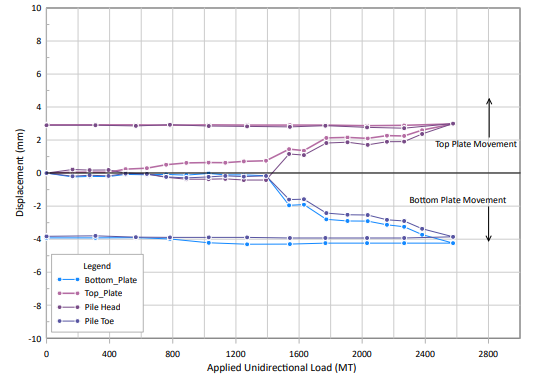 10
8
6
4
2
0
-2
-4
-6
-8
-10
Displacement (mm)
Top Plate Movement
Bottom Plate Movement
Legend
Bottom_Plate
Top_Plate
Pile Head
Pile Toe
0 400 800 1200 1600 2000 2400 2800
Applied Unidirectional Load (MT)